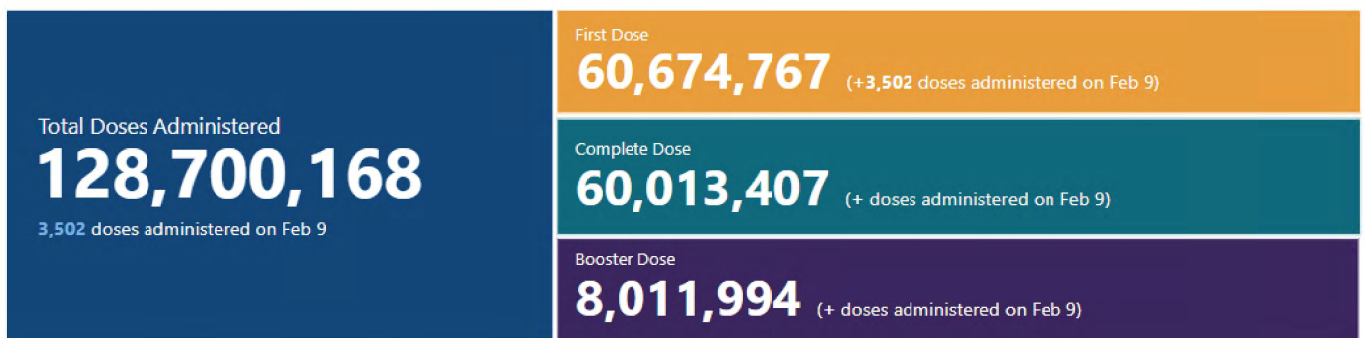 Total Doses Administered
128,700,168
3,502 doses administered on Feb 9
First Dose
60,674,767 (+3,502 doses administered on Feb 9)
Complete Dose
60,013,407 (+ doses administered on Feb 9)
Booster Dose
8,011,994 (+ doses administered on Feb 9)